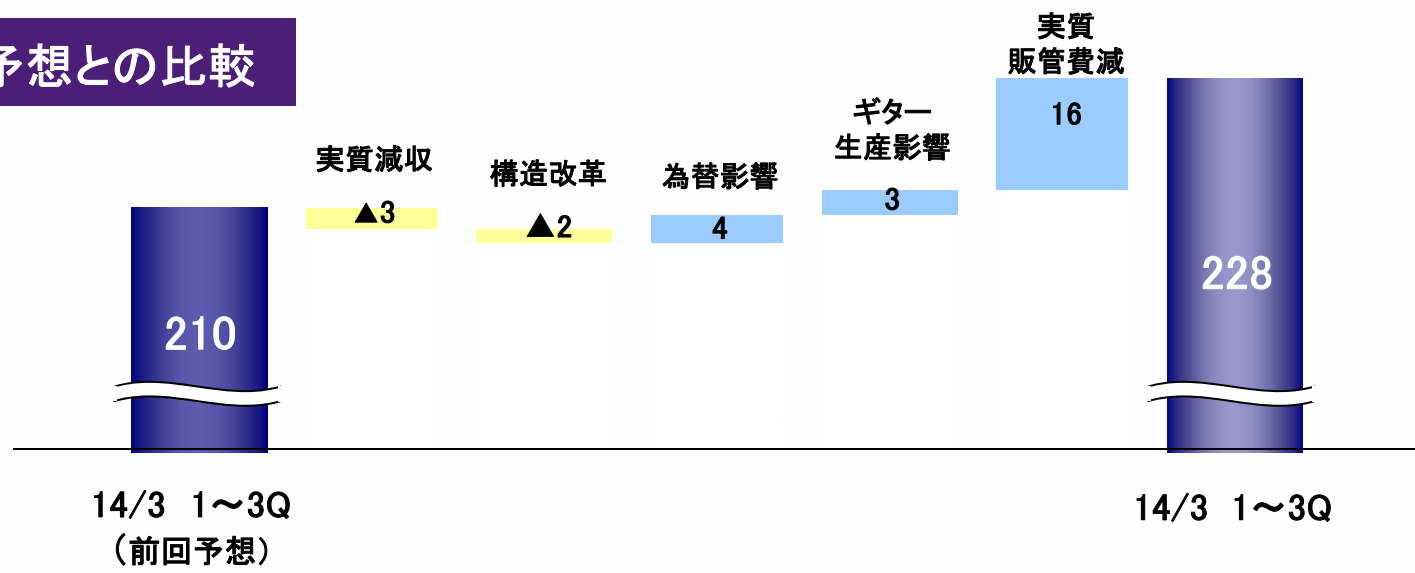 予想との比較
実質減収
▲3
構造改革
▲2
為替影響
4
ギター
生産影響
3
実質
販管費減
16
210
228
14/3 1～3Q
（前回予想）
14/3 1～3Q